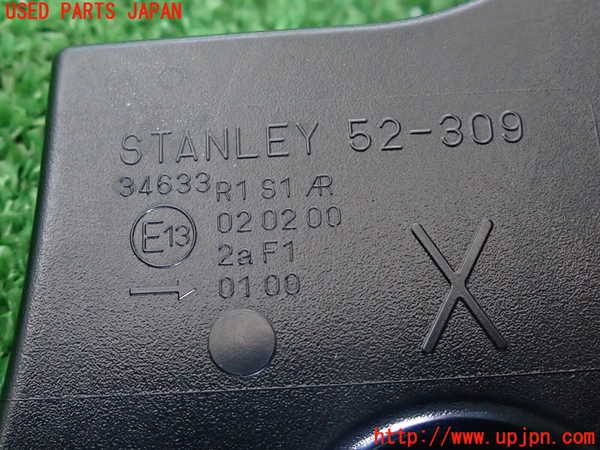 USED PARTS JAPAN
STANLEY 52-309
34633 R1 S1 AR
E13 02 02 00
2a F1
→ 01 00
X
http://www.upjpn.com/